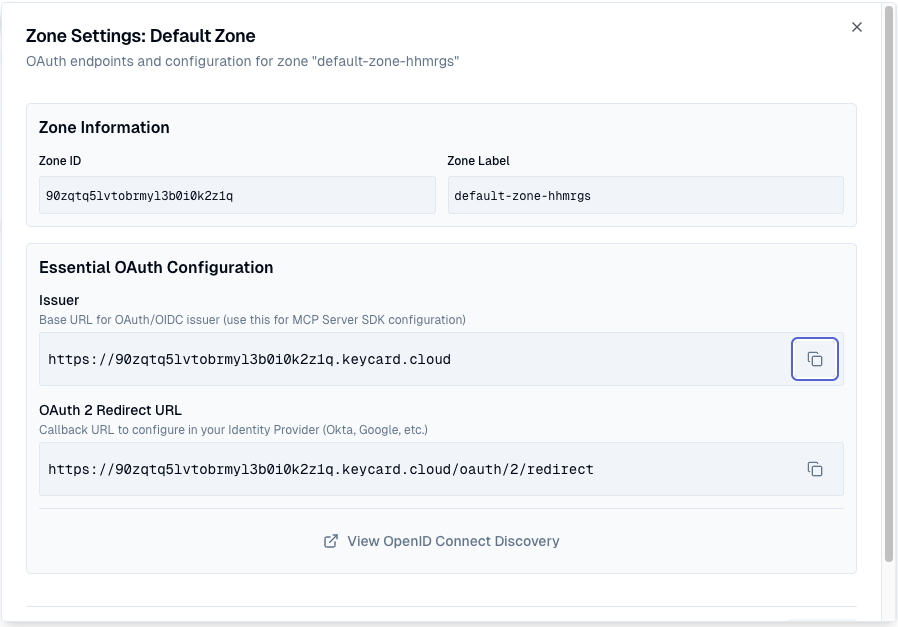 Zone Settings: Default Zone
OAuth endpoints and configuration for zone "default-zone-hhmrgs"
Zone Information
Zone ID
Zone Label
90zqtq5lvtobrmyl3b0i0k2z1q
default-zone-hhmrgs
Essential OAuth Configuration
Issuer
Base URL for OAuth/OIDC issuer (use this for MCP Server SDK configuration)
https://90zqtq5lvtobrmyl3b0i0k2z1q.keycard.cloud
OAuth 2 Redirect URL
Callback URL to configure in your Identity Provider (Okta, Google, etc.)
https://90zqtq5lvtobrmyl3b0i0k2z1q.keycard.cloud/oauth/2/redirect
View OpenID Connect Discovery